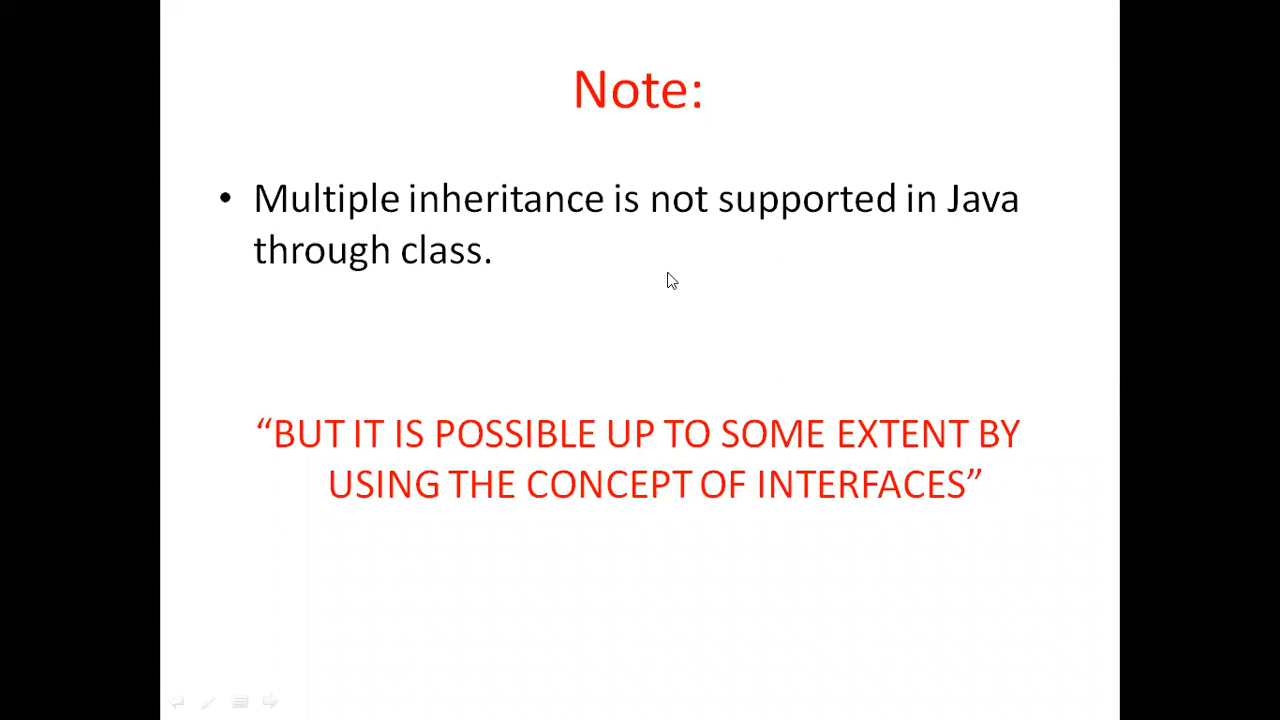 Note:
• Multiple inheritance is not supported in Java
through class.
“BUT IT IS POSSIBLE UP TO SOME EXTENT BY
USING THE CONCEPT OF INTERFACES”